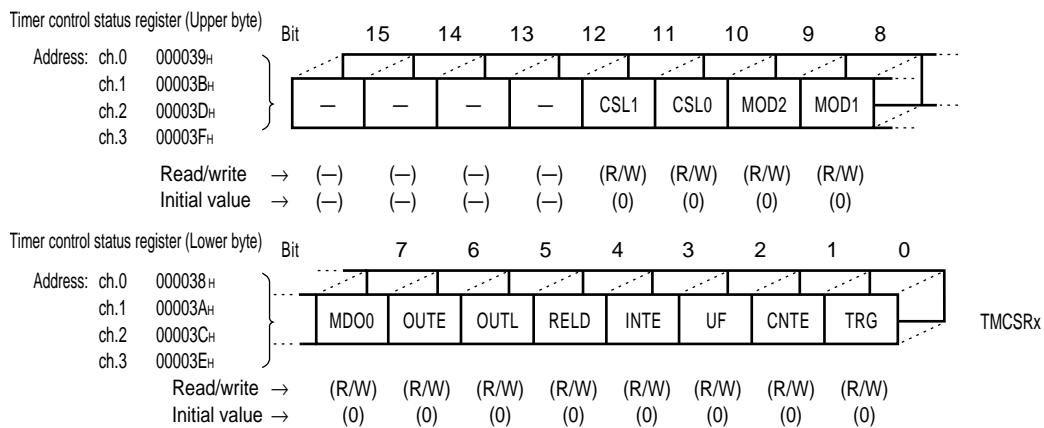 Timer control status register (Upper byte) Bit 15 14 13 12 11 10 9 8
Address: ch.0 000039H
ch.1 00003BH
ch.2 00003DH
ch.3 00003FH
— — — — CSL1 CSL0 MOD2 MOD1
Read/write → (—) (—) (—) (—) (R/W) (R/W) (R/W) (R/W)
Initial value → (—) (—) (—) (—) (0) (0) (0) (0)
Timer control status register (Lower byte) Bit 7 6 5 4 3 2 1 0
Address: ch.0 000038H
ch.1 00003AH
ch.2 00003CH
ch.3 00003EH
MDO0 OUTE OUTL RELD INTE UF CNTE TRG
TMCSRx
Read/write → (R/W) (R/W) (R/W) (R/W) (R/W) (R/W) (R/W) (R/W)
Initial value → (0) (0) (0) (0) (0) (0) (0) (0)